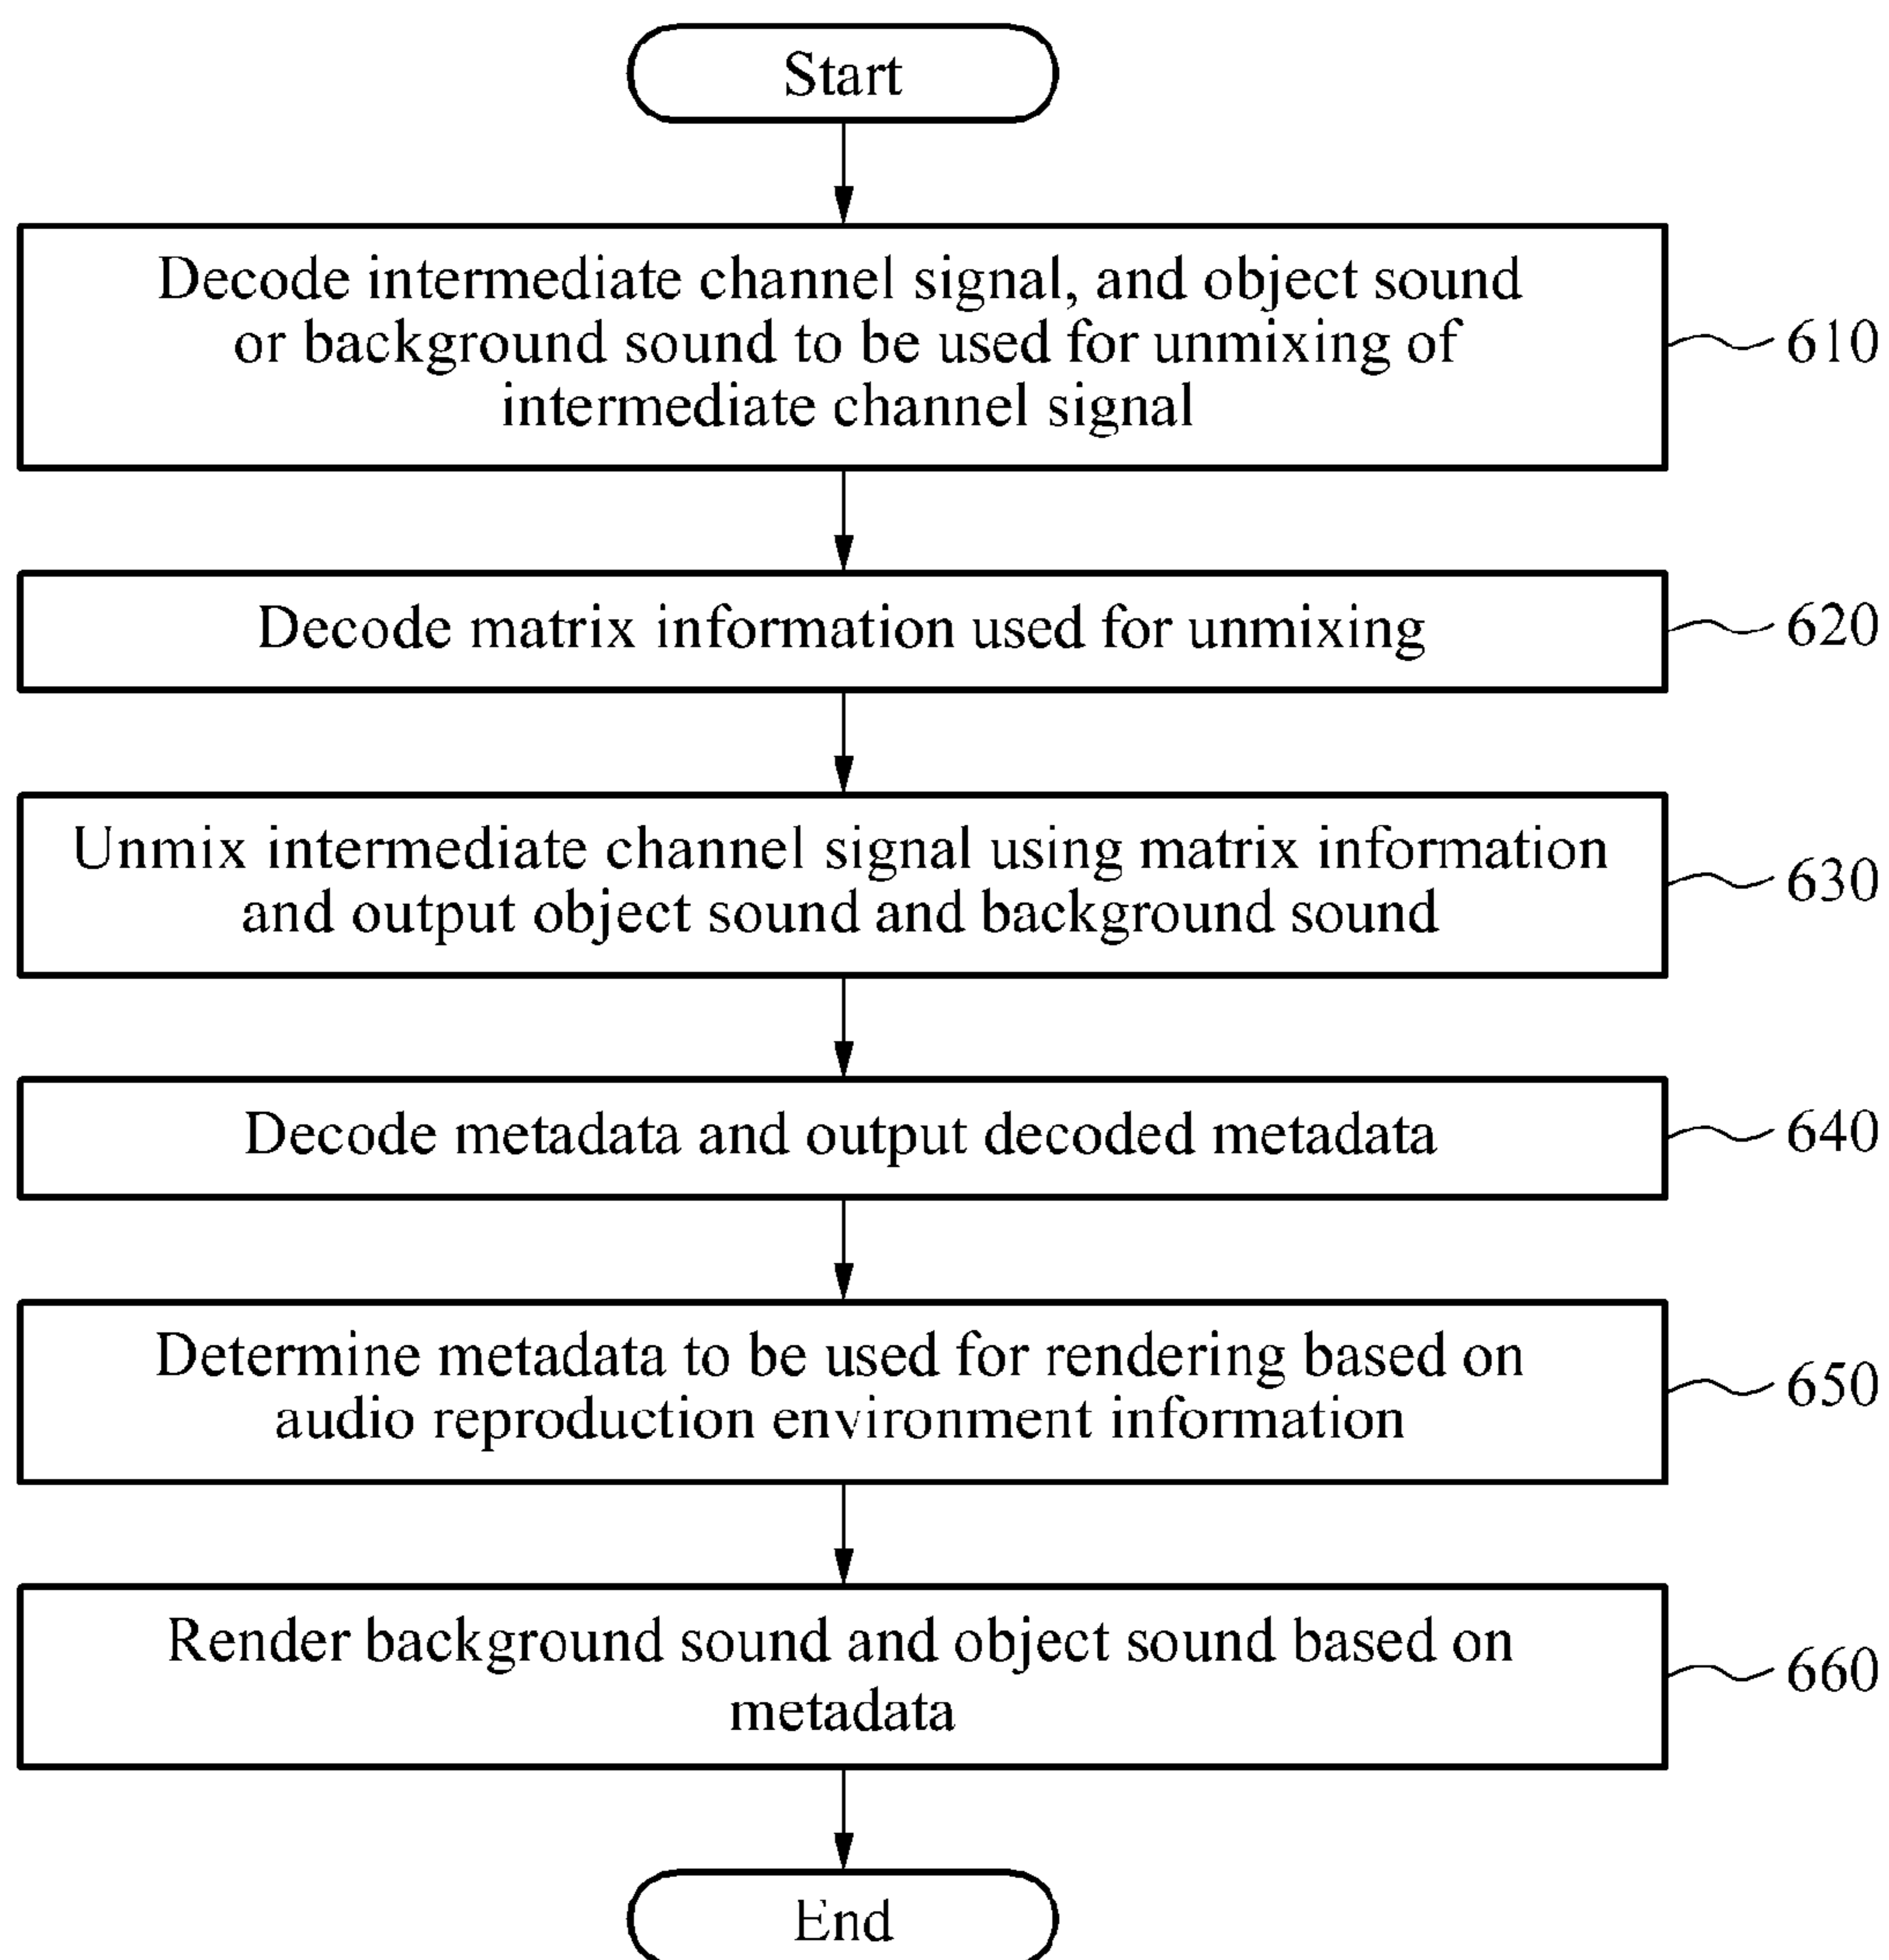 Start
Decode intermediate channel signal, and object sound
or background sound to be used for unmixing of
intermediate channel signal
610
Decode matrix information used for unmixing
620
Unmix intermediate channel signal using matrix information
and output object sound and background sound
630
Decode metadata and output decoded metadata
640
Determine metadata to be used for rendering based on
audio reproduction environment information
650
Render background sound and object sound based on
metadata
660
End